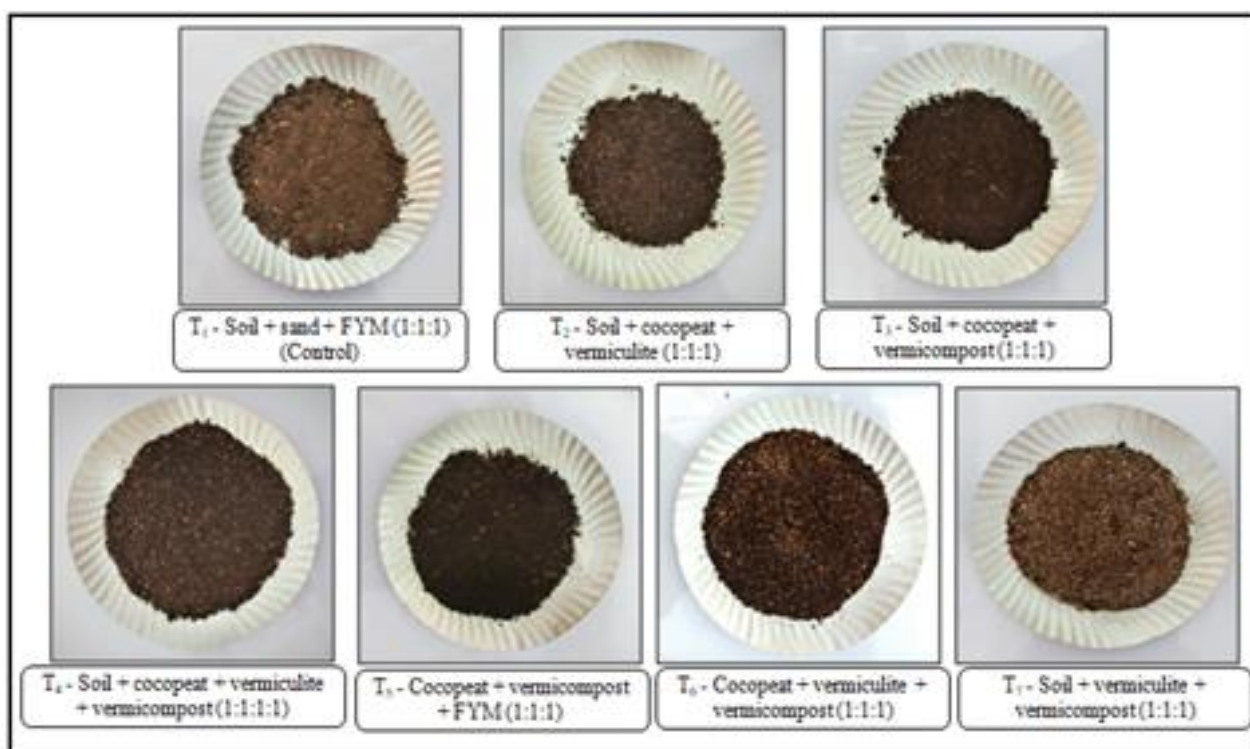 T₁ - Soil + sand + FYM (1:1:1)
(Control)
T₂ - Soil + cocopeat +
vermiculite (1:1:1)
T₃ - Soil + cocopeat +
vermicompost (1:1:1)
T₄ - Soil + cocopeat + vermiculite
+ vermicompost (1:1:1:1)
T₅ - Cocopeat + vermicompost
+ FYM (1:1:1)
T₆ - Cocopeat + vermiculite +
vermicompost (1:1:1)
T₇ - Soil + vermiculite +
vermicompost (1:1:1)